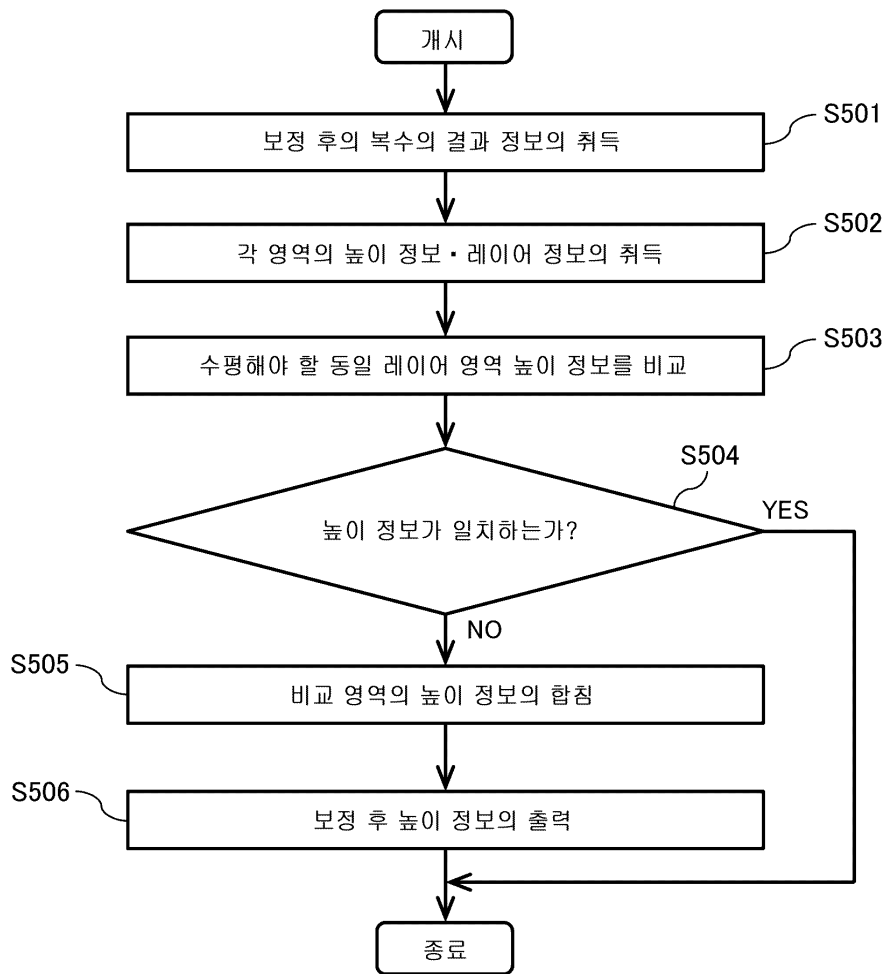 개시
S501
보정 후의 복수의 결과 정보의 취득
S502
각 영역의 높이 정보・레이어 정보의 취득
S503
수평해야 할 동일 레이어 영역 높이 정보를 비교
S504
높이 정보가 일치하는가?
YES
NO
S505
비교 영역의 높이 정보의 합침
S506
보정 후 높이 정보의 출력
종료